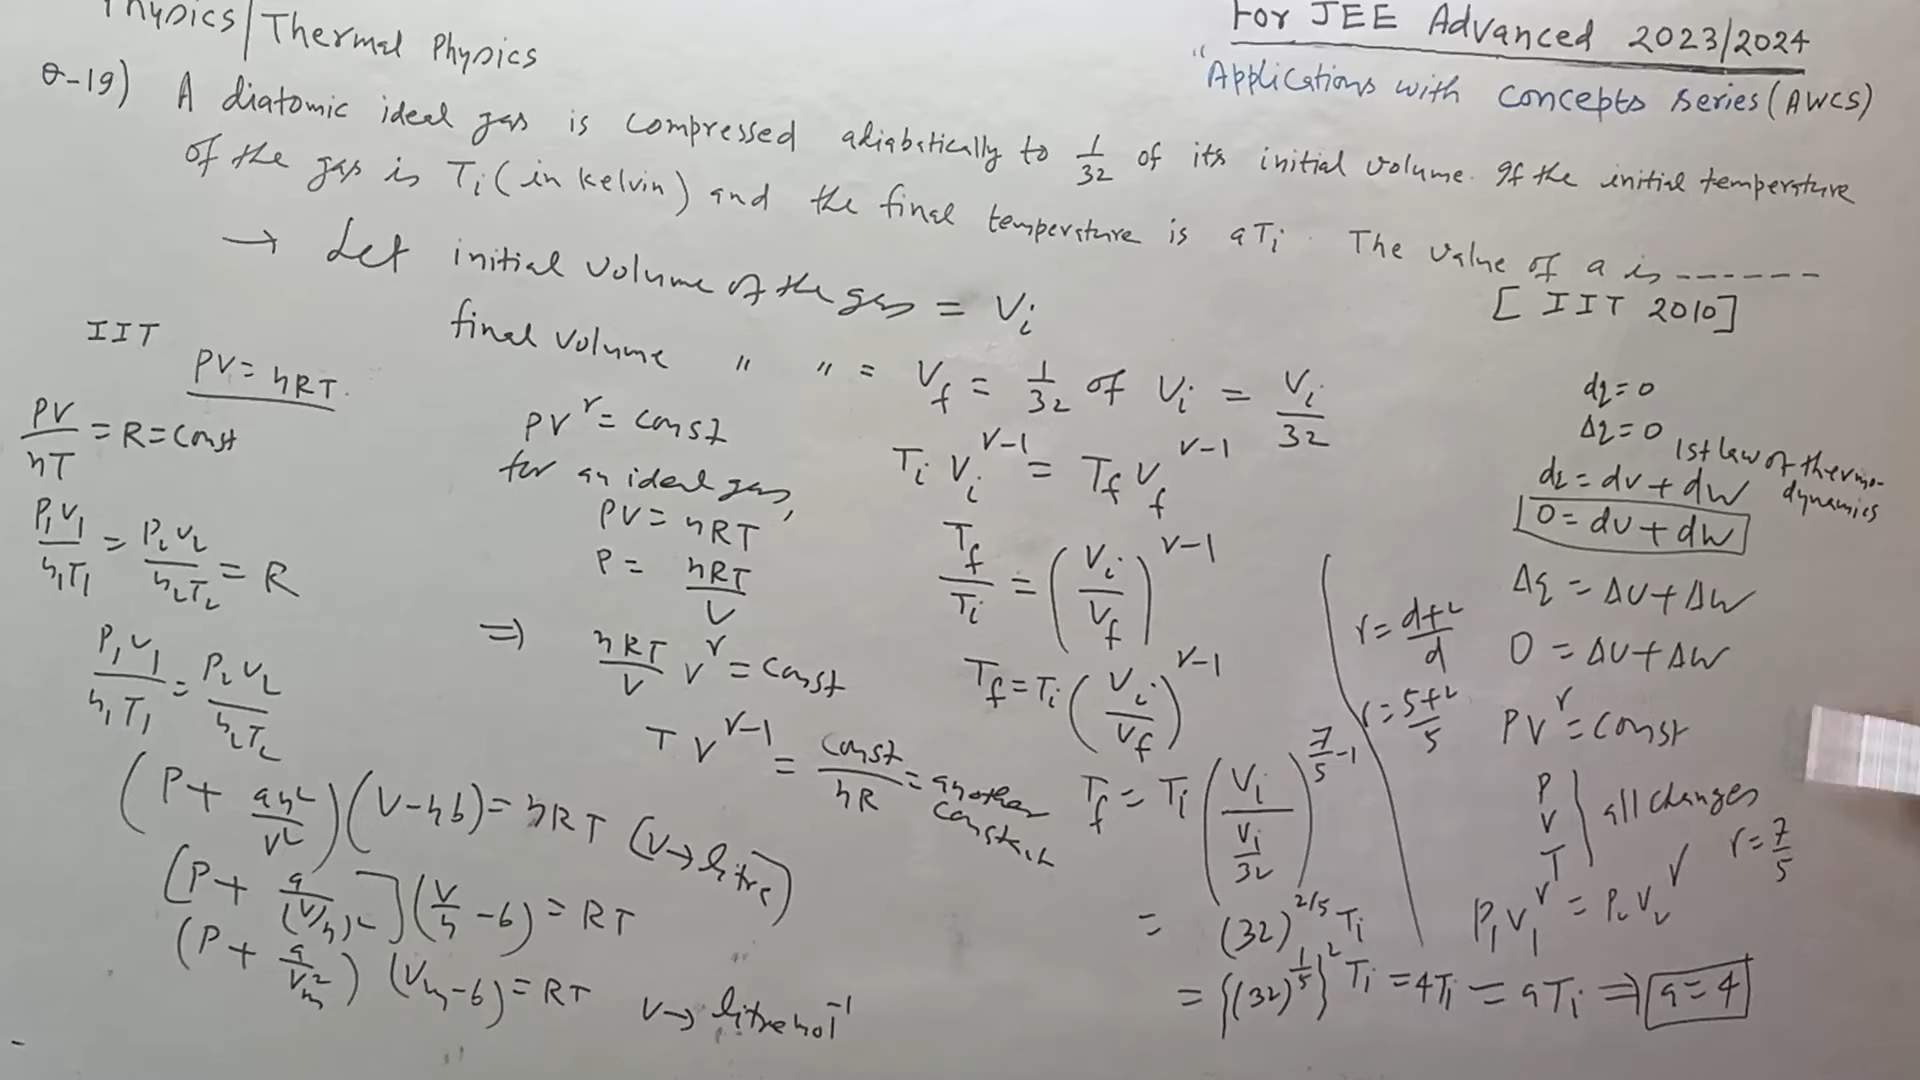 Physics/Thermal Physics
For JEE Advanced 2023/2024
"Applications with concepts series (AWCS)
Q-19) A diatomic ideal gas is compressed adiabatically to 1/32 of its initial volume. If the initial temperature
of the gas is Ti (in kelvin) and the final temperature is aTi. The value of a is ------
[IIT 2010]
→ Let initial volume of the gas = Vi
final volume " " = Vf = 1/32 of Vi = Vi/32
IIT
PV = nRT.
PV/nT = R = Const
P1V1/n1T1 = P2V2/n2T2 = R
P1V1/n1T1 = P2V2/n2T2
(P + an²/V²)(V-nb) = nRT (V→litre)
[P + a/(V/n)²](V/n - b) = RT
(P + a/Vm²) (Vm-b) = RT V→ litre mol⁻¹
PV^γ = const
for an ideal gas,
PV = nRT
P = nRT/V
⇒ nRT/V V^γ = Const
T V^γ-1 = Const/nR = another constant
Ti Vi^γ-1 = Tf Vf^γ-1
Tf/Ti = (Vi/Vf)^γ-1
Tf = Ti (Vi/Vf)^γ-1
Tf = Ti (Vi/(Vi/32))^7/5-1
= (32)^2/5 Ti
= {(32)^1/5}² Ti = 4Ti = aTi ⇒ a = 4
γ = d+2/d
γ = 5+2/5
dq = 0
Δq = 0
1st law of thermo-
dynamics
dq = dU + dW
0 = dU + dW
Δq = ΔU + ΔW
0 = ΔU + ΔW
PV^γ = Const
P
V
T
all changes
γ = 7/5
P1V1^γ = P2V2^γ